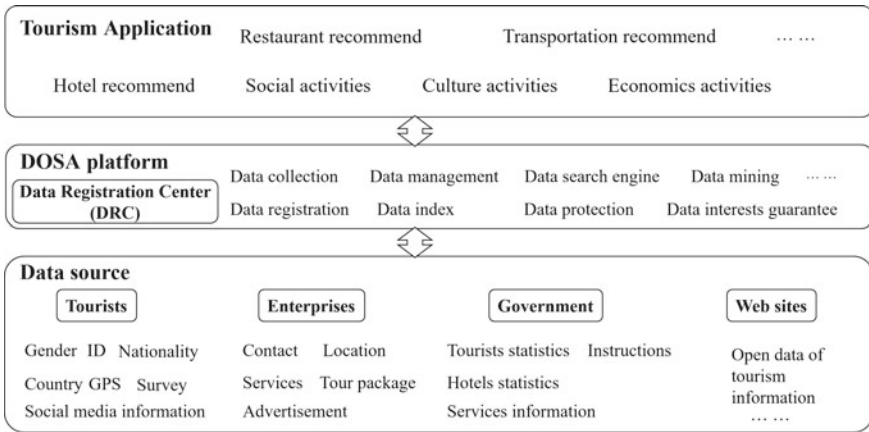 Tourism Application
Restaurant recommend Transportation recommend … …
Hotel recommend Social activities Culture activities Economics activities
DOSA platform
Data Registration Center
(DRC)
Data collection Data management Data search engine Data mining … …
Data registration Data index Data protection Data interests guarantee
Data source
Tourists Enterprises Government Web sites
Gender ID Nationality
Country GPS Survey
Social media information
Contact Location
Services Tour package
Advertisement
Tourists statistics Instructions
Hotels statistics
Services information
Open data of
tourism
information
… …